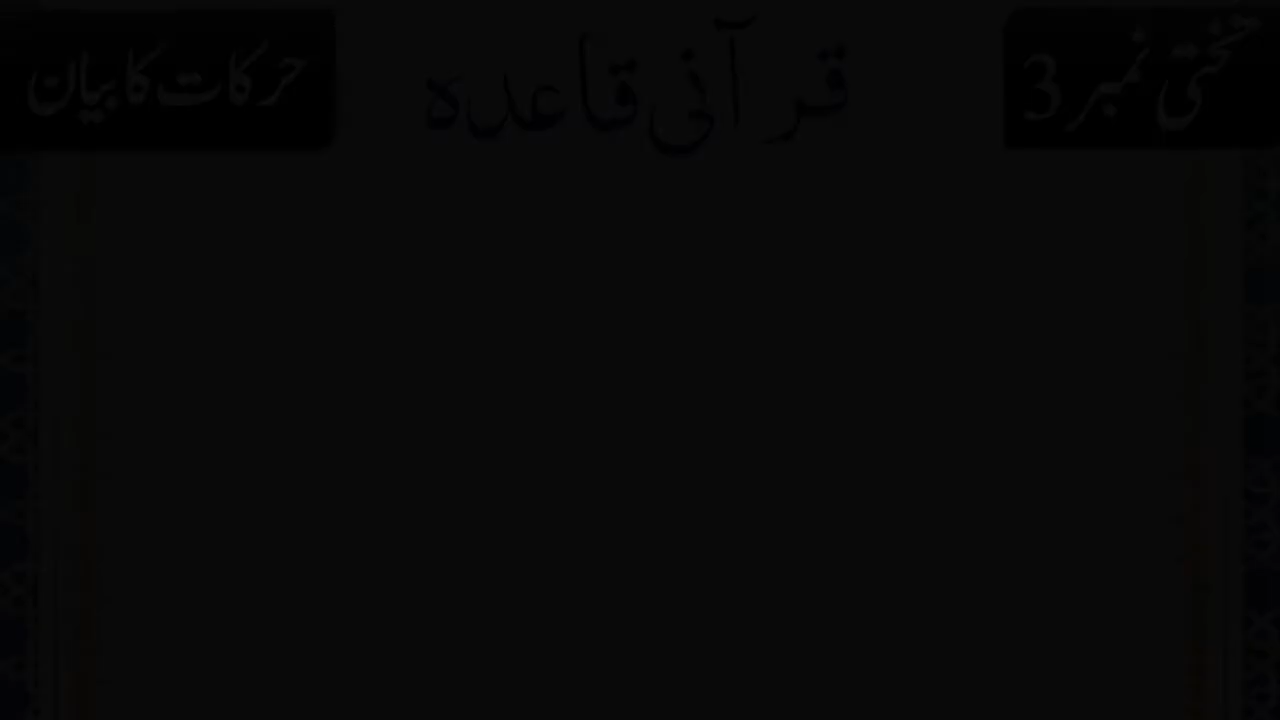 تختی نمبر 3
قرآنی قاعدہ
حرکات کا بیان